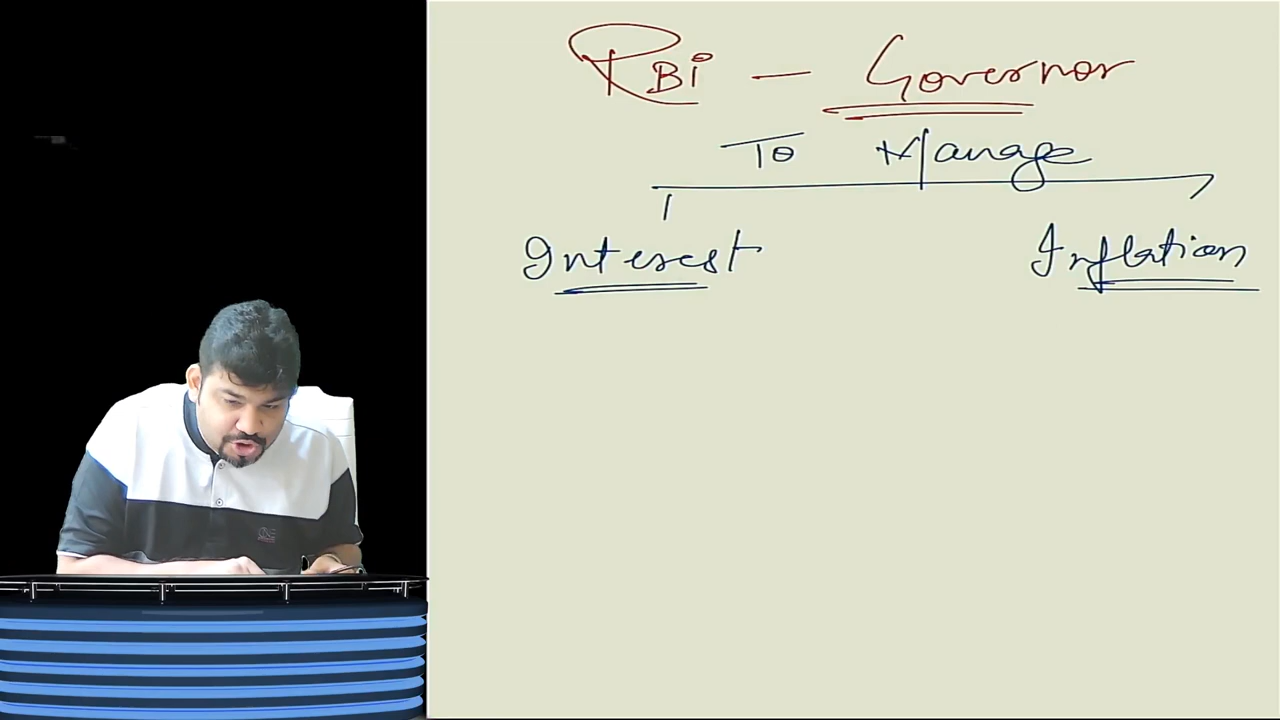 RBi — Governor
To Manage
Interest Inflation